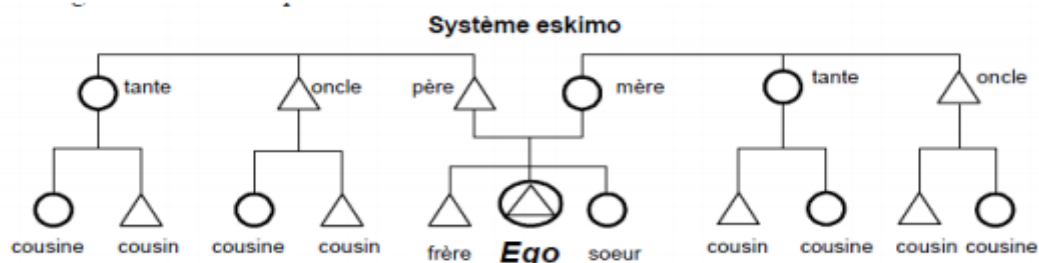 Système eskimo
tante oncle père mère tante oncle
cousine cousin cousine cousin frère Ego soeur cousin cousine cousin cousine